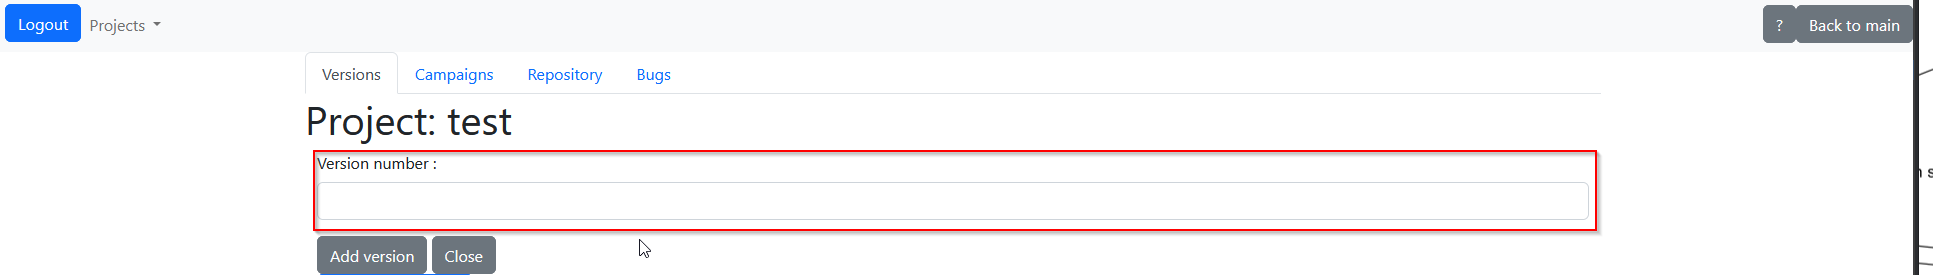 Logout Projects ? Back to main
Versions Campaigns Repository Bugs
Project: test
Version number :
Add version Close